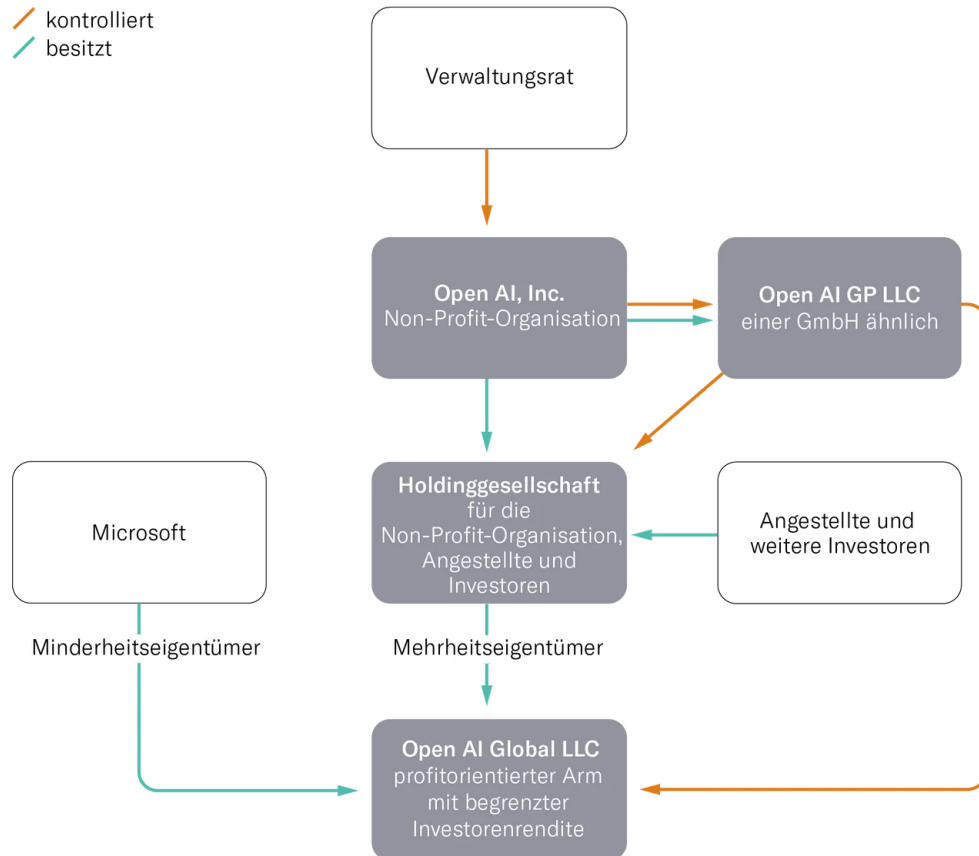 kontrolliert
besitzt
Verwaltungsrat
Open AI, Inc.
Non-Profit-Organisation
Open AI GP LLC
einer GmbH ähnlich
Microsoft
Holdinggesellschaft
für die
Non-Profit-Organisation,
Angestellte und
Investoren
Angestellte und
weitere Investoren
Minderheitseigentümer
Mehrheitseigentümer
Open AI Global LLC
profitorientierter Arm
mit begrenzter
Investorenrendite